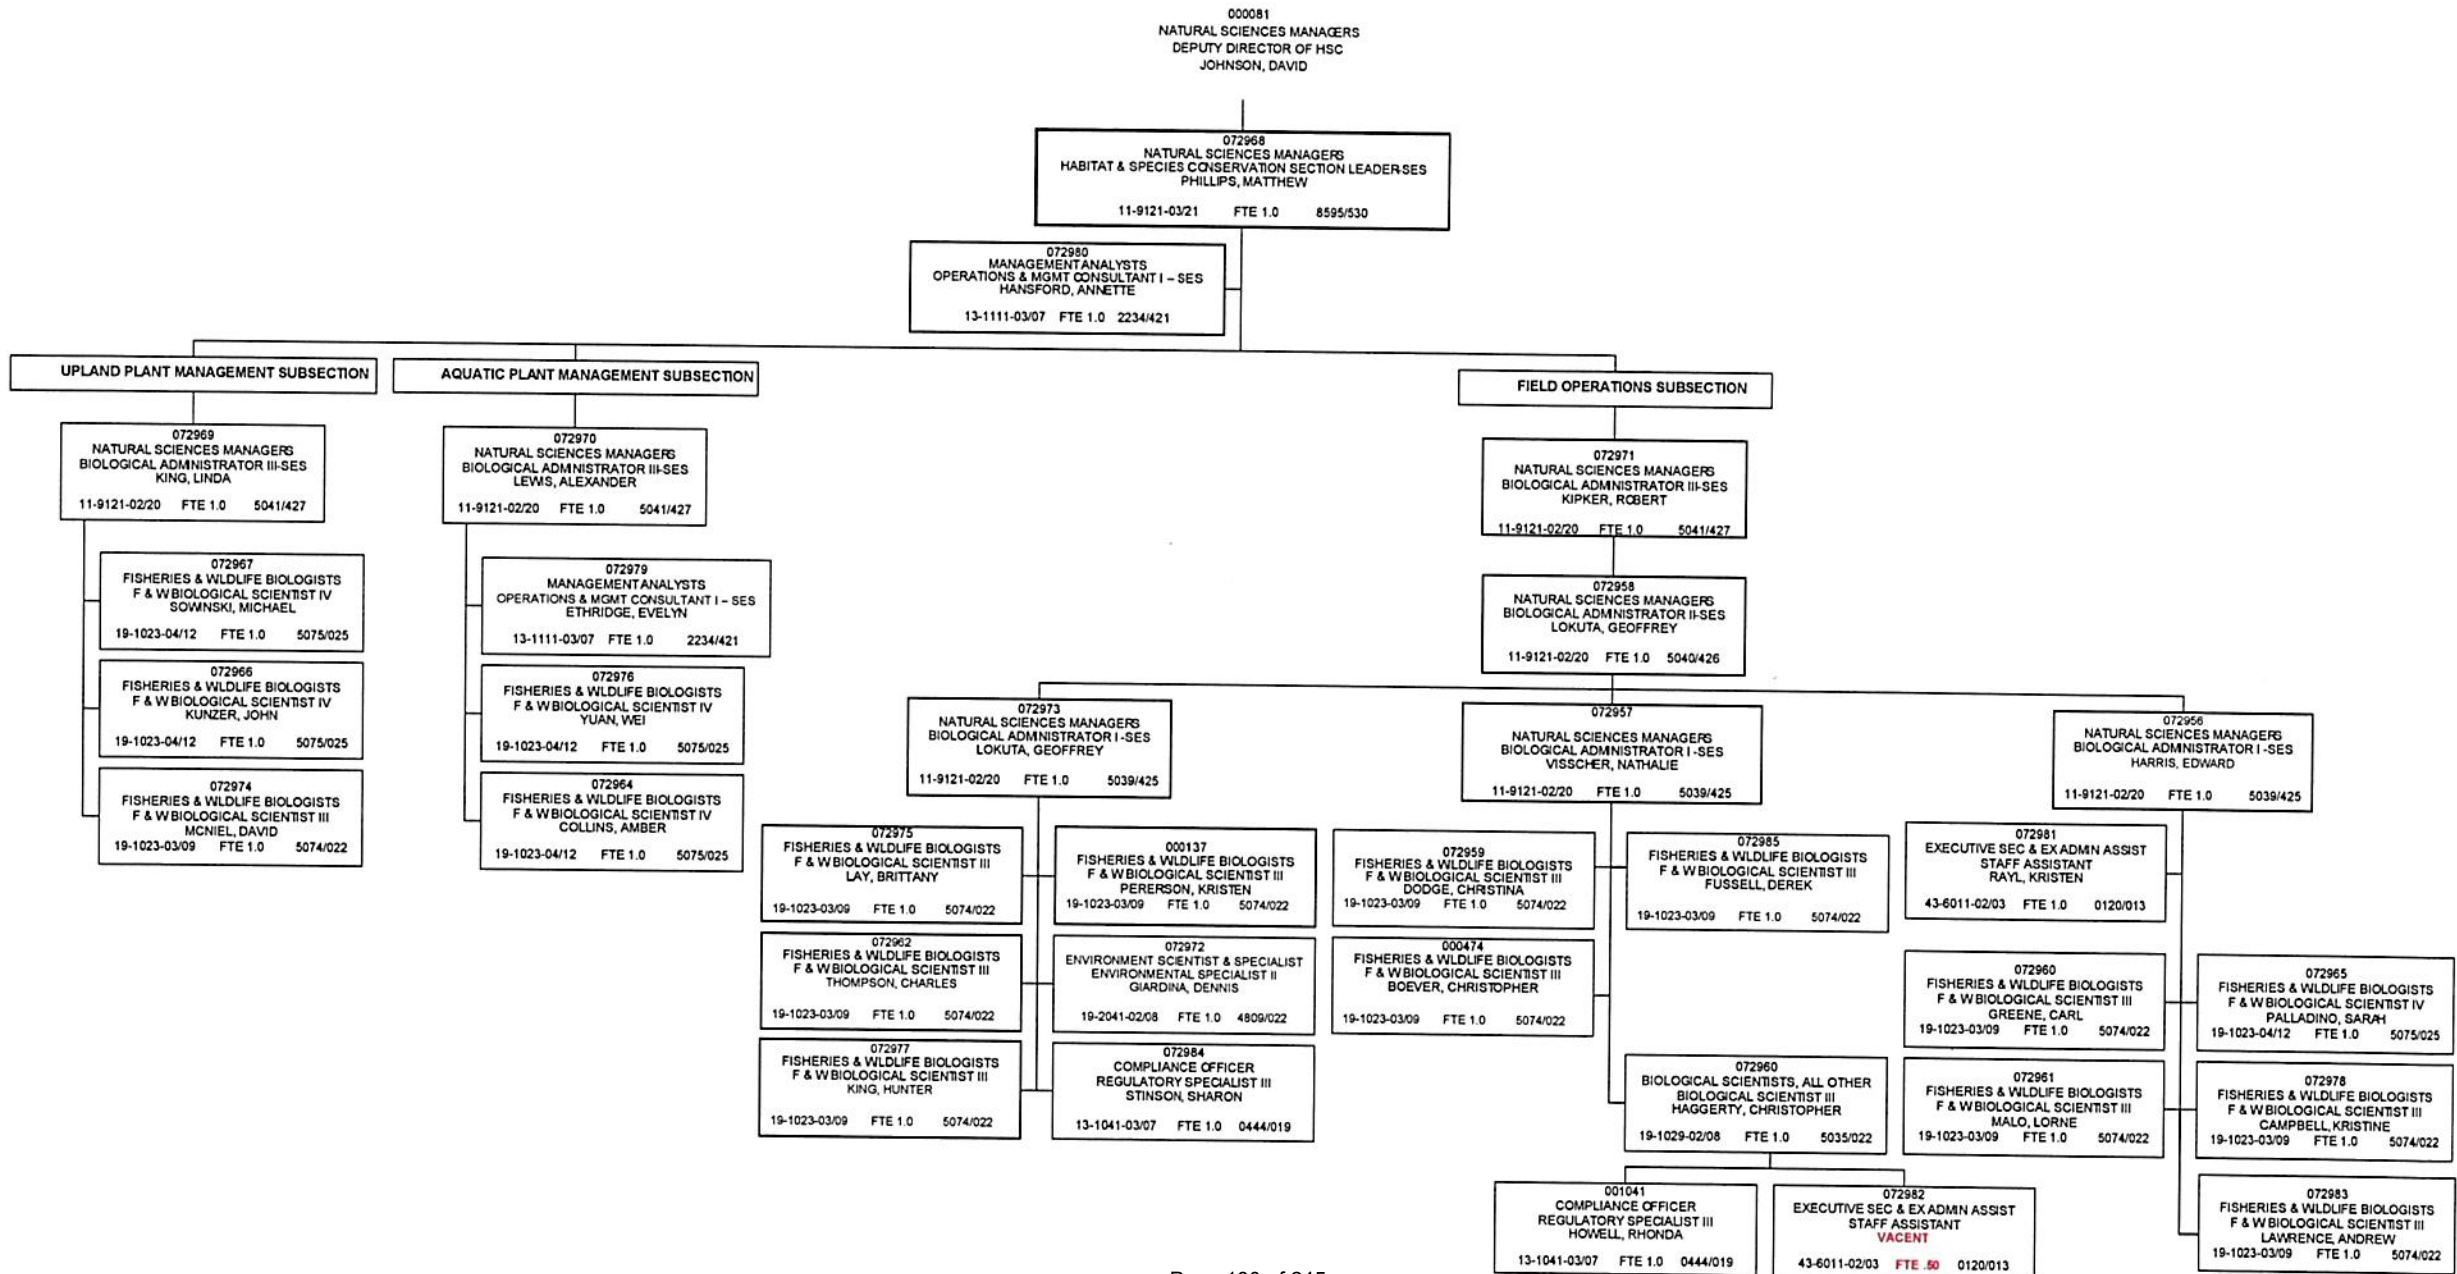 000081
NATURAL SCIENCES MANAGERS
DEPUTY DIRECTOR OF HSC
JOHNSON, DAVID
072968
NATURAL SCIENCES MANAGERS
HABITAT & SPECIES CONSERVATION SECTION LEADER-SES
PHILLIPS, MATTHEW
11-9121-03/21 FTE 1.0 8595/530
072980
MANAGEMENT ANALYSTS
OPERATIONS & MGMT CONSULTANT I – SES
HANSFORD, ANNETTE
13-1111-03/07 FTE 1.0 2234/421
UPLAND PLANT MANAGEMENT SUBSECTION
072969
NATURAL SCIENCES MANAGERS
BIOLOGICAL ADMINISTRATOR III-SES
KING, LINDA
11-9121-02/20 FTE 1.0 5041/427
072967
FISHERIES & WLDLIFE BIOLOGISTS
F & W BIOLOGICAL SCIENTIST IV
SOWINSKI, MICHAEL
19-1023-04/12 FTE 1.0 5075/025
072966
FISHERIES & WLDLIFE BIOLOGISTS
F & W BIOLOGICAL SCIENTIST IV
KUNZER, JOHN
19-1023-04/12 FTE 1.0 5075/025
072974
FISHERIES & WLDLIFE BIOLOGISTS
F & W BIOLOGICAL SCIENTIST III
MCNIEL, DAVID
19-1023-03/09 FTE 1.0 5074/022
AQUATIC PLANT MANAGEMENT SUBSECTION
072970
NATURAL SCIENCES MANAGERS
BIOLOGICAL ADMINISTRATOR III-SES
LEWIS, ALEXANDER
11-9121-02/20 FTE 1.0 5041/427
072979
MANAGEMENT ANALYSTS
OPERATIONS & MGMT CONSULTANT I – SES
ETHRIDGE, EVELYN
13-1111-03/07 FTE 1.0 2234/421
072976
FISHERIES & WLDLIFE BIOLOGISTS
F & W BIOLOGICAL SCIENTIST IV
YUAN, WEI
19-1023-04/12 FTE 1.0 5075/025
072964
FISHERIES & WLDLIFE BIOLOGISTS
F & W BIOLOGICAL SCIENTIST IV
COLLINS, AMBER
19-1023-04/12 FTE 1.0 5075/025
FIELD OPERATIONS SUBSECTION
072971
NATURAL SCIENCES MANAGERS
BIOLOGICAL ADMINISTRATOR III-SES
KIPKER, ROBERT
11-9121-02/20 FTE 1.0 5041/427
072958
NATURAL SCIENCES MANAGERS
BIOLOGICAL ADMINISTRATOR II-SES
LOKUTA, GEOFFREY
11-9121-02/20 FTE 1.0 5040/426
072973
NATURAL SCIENCES MANAGERS
BIOLOGICAL ADMINISTRATOR I -SES
LOKUTA, GEOFFREY
11-9121-02/20 FTE 1.0 5039/425
072975
FISHERIES & WLDLIFE BIOLOGISTS
F & W BIOLOGICAL SCIENTIST III
LAY, BRITTANY
19-1023-03/09 FTE 1.0 5074/022
000137
FISHERIES & WLDLIFE BIOLOGISTS
F & W BIOLOGICAL SCIENTIST III
PERERSON, KRISTEN
19-1023-03/09 FTE 1.0 5074/022
072962
FISHERIES & WLDLIFE BIOLOGISTS
F & W BIOLOGICAL SCIENTIST III
THOMPSON, CHARLES
19-1023-03/09 FTE 1.0 5074/022
072972
ENVIRONMENT SCIENTIST & SPECIALIST
ENVIRONMENTAL SPECIALIST II
GIARDINA, DENNIS
19-2041-02/08 FTE 1.0 4809/022
072977
FISHERIES & WLDLIFE BIOLOGISTS
F & W BIOLOGICAL SCIENTIST III
KING, HUNTER
19-1023-03/09 FTE 1.0 5074/022
072984
COMPLIANCE OFFICER
REGULATORY SPECIALIST III
STINSON, SHARON
13-1041-03/07 FTE 1.0 0444/019
072957
NATURAL SCIENCES MANAGERS
BIOLOGICAL ADMINISTRATOR I -SES
VISSCHER, NATHALIE
11-9121-02/20 FTE 1.0 5039/425
072959
FISHERIES & WLDLIFE BIOLOGISTS
F & W BIOLOGICAL SCIENTIST III
DODGE, CHRISTINA
19-1023-03/09 FTE 1.0 5074/022
072985
FISHERIES & WLDLIFE BIOLOGISTS
F & W BIOLOGICAL SCIENTIST III
FUSSELL, DEREK
19-1023-03/09 FTE 1.0 5074/022
000474
FISHERIES & WLDLIFE BIOLOGISTS
F & W BIOLOGICAL SCIENTIST III
BOEVER, CHRISTOPHER
19-1023-03/09 FTE 1.0 5074/022
072960
BIOLOGICAL SCIENTISTS, ALL OTHER
BIOLOGICAL SCIENTIST III
HAGGERTY, CHRISTOPHER
19-1029-02/08 FTE 1.0 5035/022
001041
COMPLIANCE OFFICER
REGULATORY SPECIALIST III
HOWELL, RHONDA
13-1041-03/07 FTE 1.0 0444/019
072982
EXECUTIVE SEC & EX ADMIN ASSIST
STAFF ASSISTANT
VACENT
43-6011-02/03 FTE .50 0120/013
072956
NATURAL SCIENCES MANAGERS
BIOLOGICAL ADMINISTRATOR I -SES
HARRIS, EDWARD
11-9121-02/20 FTE 1.0 5039/425
072981
EXECUTIVE SEC & EX ADMIN ASSIST
STAFF ASSISTANT
RAYL, KRISTEN
43-6011-02/03 FTE 1.0 0120/013
072960
FISHERIES & WLDLIFE BIOLOGISTS
F & W BIOLOGICAL SCIENTIST III
GREENE, CARL
19-1023-03/09 FTE 1.0 5074/022
072965
FISHERIES & WLDLIFE BIOLOGISTS
F & W BIOLOGICAL SCIENTIST IV
PALLADINO, SARAH
19-1023-04/12 FTE 1.0 5075/025
072961
FISHERIES & WLDLIFE BIOLOGISTS
F & W BIOLOGICAL SCIENTIST III
MALO, LORNE
19-1023-03/09 FTE 1.0 5074/022
072978
FISHERIES & WLDLIFE BIOLOGISTS
F & W BIOLOGICAL SCIENTIST III
CAMPBELL, KRISTINE
19-1023-03/09 FTE 1.0 5074/022
072983
FISHERIES & WLDLIFE BIOLOGISTS
F & W BIOLOGICAL SCIENTIST III
LAWRENCE, ANDREW
19-1023-03/09 FTE 1.0 5074/022